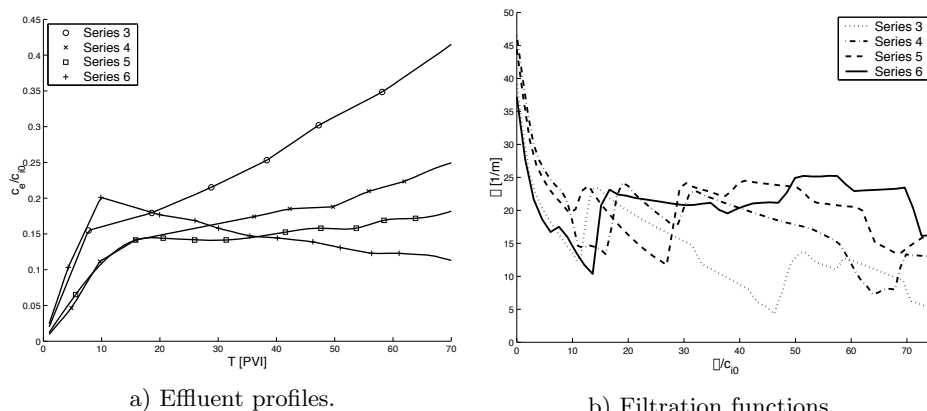 0.45
0.4
0.35
0.3
0.25
0.2
0.15
0.1
0.05
0
c_e/c_i0
Series 3
Series 4
Series 5
Series 6
0 10 20 30 40 50 60 70
T [PVI]
a) Effluent profiles.
50
45
40
35
30
25
20
15
10
5
0
▯ [1/m]
Series 3
Series 4
Series 5
Series 6
0 10 20 30 40 50 60 70
▯/c_i0
b) Filtration functions